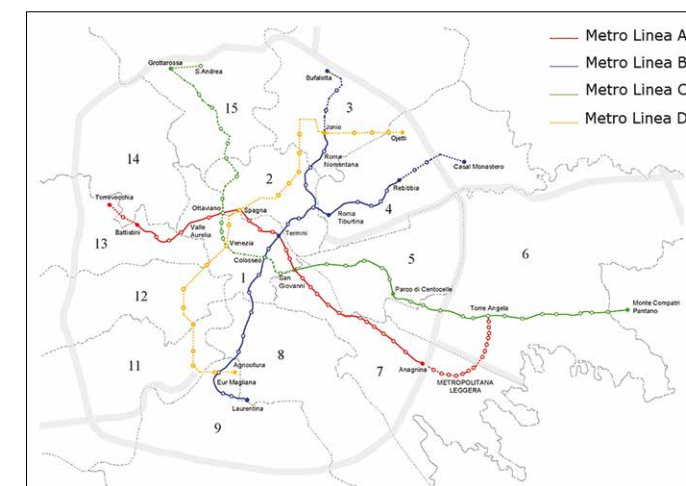 Metro Linea A
Metro Linea B
Metro Linea C
Metro Linea D
Grottarossa
S.Andrea
Bufalotta
15
3
Jonio
Ojetti
14
Roma
Nomentana
2
Casal Monastero
Rebibbia
Torrevecchia
Ottaviano
Spagna
4
Roma
Tiburtina
Battistini
Valle
Aurelia
Termini
13
Venezia
Colosseo
5
6
1
San
Giovanni
Parco di Centocelle
12
Torre Angela
Monte Compatri
Pantano
8
11
7
Agricoltura
Anagnina
Eur Magliana
METROPOLITANA
LEGGERA
Laurentina
9